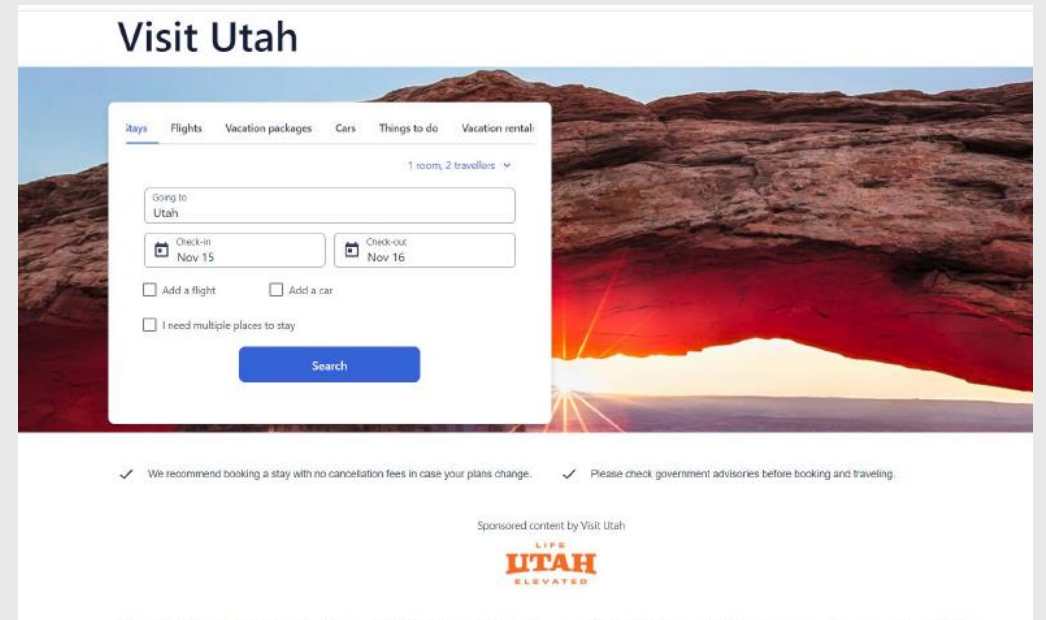 Visit Utah
Stays Flights Vacation packages Cars Things to do Vacation rental
1 room, 2 travellers
Going to
Utah
Check-in Check-out
Nov 15 Nov 16
Add a flight Add a car
I need multiple places to stay
Search
We recommend booking a stay with no cancellation fees in case your plans change. Please check government advisories before booking and traveling.
Sponsored content by Visit Utah
LIFE
UTAH
ELEVATED